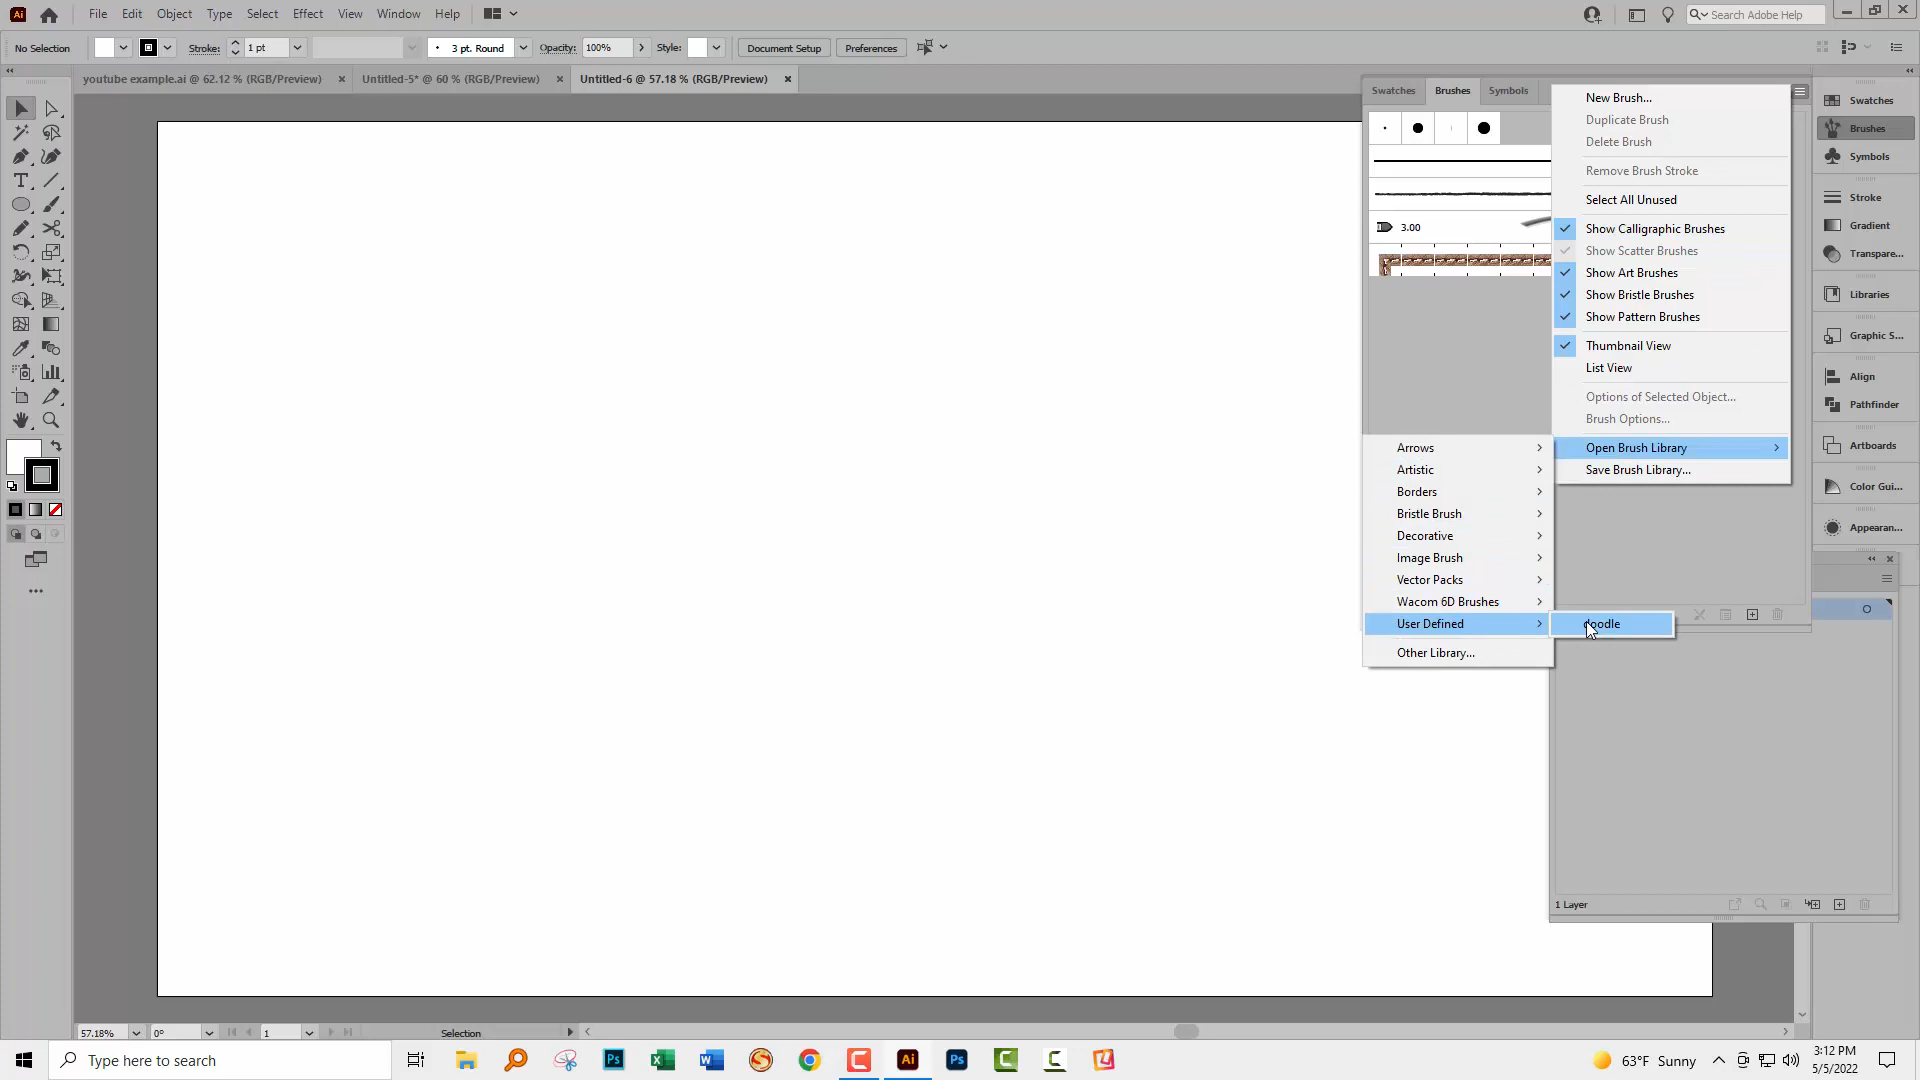 Ai File Edit Object Type Select Effect View Window Help Search Adobe Help
No Selection Stroke: 1 pt 3 pt. Round Opacity: 100% Style: Document Setup Preferences
youtube example.ai @ 62.12 % (RGB/Preview) Untitled-5* @ 60 % (RGB/Preview) Untitled-6 @ 57.18 % (RGB/Preview)
Swatches Brushes Symbols
3.00
New Brush...
Duplicate Brush
Delete Brush
Remove Brush Stroke
Select All Unused
Show Calligraphic Brushes
Show Scatter Brushes
Show Art Brushes
Show Bristle Brushes
Show Pattern Brushes
Thumbnail View
List View
Options of Selected Object...
Brush Options...
Open Brush Library
Save Brush Library...
Arrows
Artistic
Borders
Bristle Brush
Decorative
Image Brush
Vector Packs
Wacom 6D Brushes
User Defined
Other Library...
doodle
Swatches
Brushes
Symbols
Stroke
Gradient
Transpare...
Libraries
Graphic S...
Align
Pathfinder
Artboards
Color Gui...
Appearan...
1 Layer
57.18% 0° 1 Selection
Type here to search
Ps
Ai
Ps
63°F Sunny
3:12 PM
5/5/2022